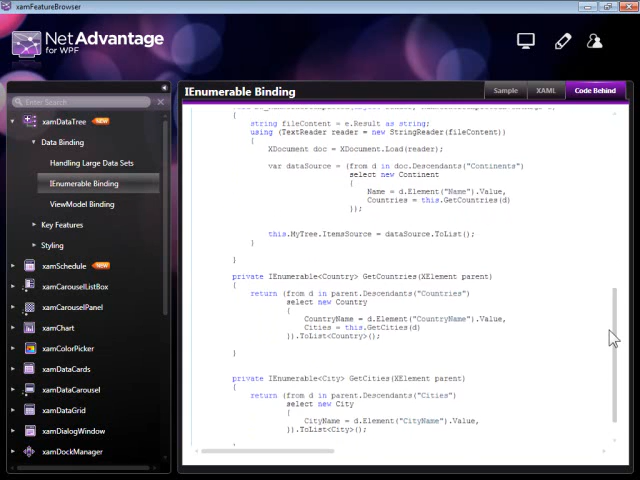 xamFeatureBrowser
NetAdvantage
for WPF
Enter Search
xamDataTree NEW
Data Binding
Handling Large Data Sets
IEnumerable Binding
ViewModel Binding
Key Features
Styling
xamSchedule NEW
xamCarouselListBox
xamCarouselPanel
xamChart
xamColorPicker
xamDataCards
xamDataCarousel
xamDataGrid
xamDialogWindow
xamDockManager
IEnumerable Binding
Sample XAML Code Behind
{
string fileContent = e.Result as string;
using (TextReader reader = new StringReader(fileContent))
{
XDocument doc = XDocument.Load(reader);
var dataSource = (from d in doc.Descendants("Continents")
select new Continent
{
Name = d.Element("Name").Value,
Countries = this.GetCountries(d)
});
this.MyTree.ItemsSource = dataSource.ToList();
}
}
private IEnumerable<Country> GetCountries(XElement parent)
{
return (from d in parent.Descendants("Countries")
select new Country
{
CountryName = d.Element("CountryName").Value,
Cities = this.GetCities(d)
}).ToList<Country>();
}
private IEnumerable<City> GetCities(XElement parent)
{
return (from d in parent.Descendants("Cities")
select new City
{
CityName = d.Element("CityName").Value,
}).ToList<City>();